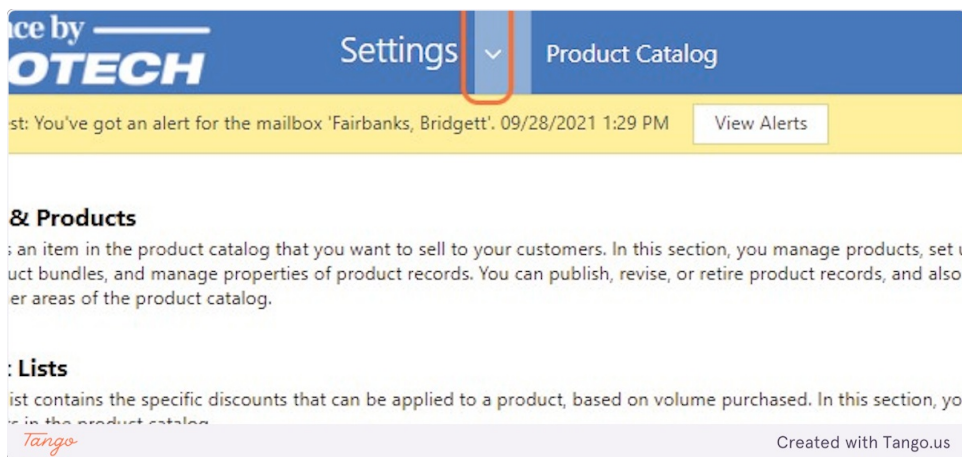 ce by
OTECH
Settings
Product Catalog
st: You've got an alert for the mailbox 'Fairbanks, Bridgett'. 09/28/2021 1:29 PM
View Alerts
& Products
an item in the product catalog that you want to sell to your customers. In this section, you manage products, set
uct bundles, and manage properties of product records. You can publish, revise, or retire product records, and also
er areas of the product catalog.
Lists
ist contains the specific discounts that can be applied to a product, based on volume purchased. In this section, yo
in the product catalog
Tango
Created with Tango.us